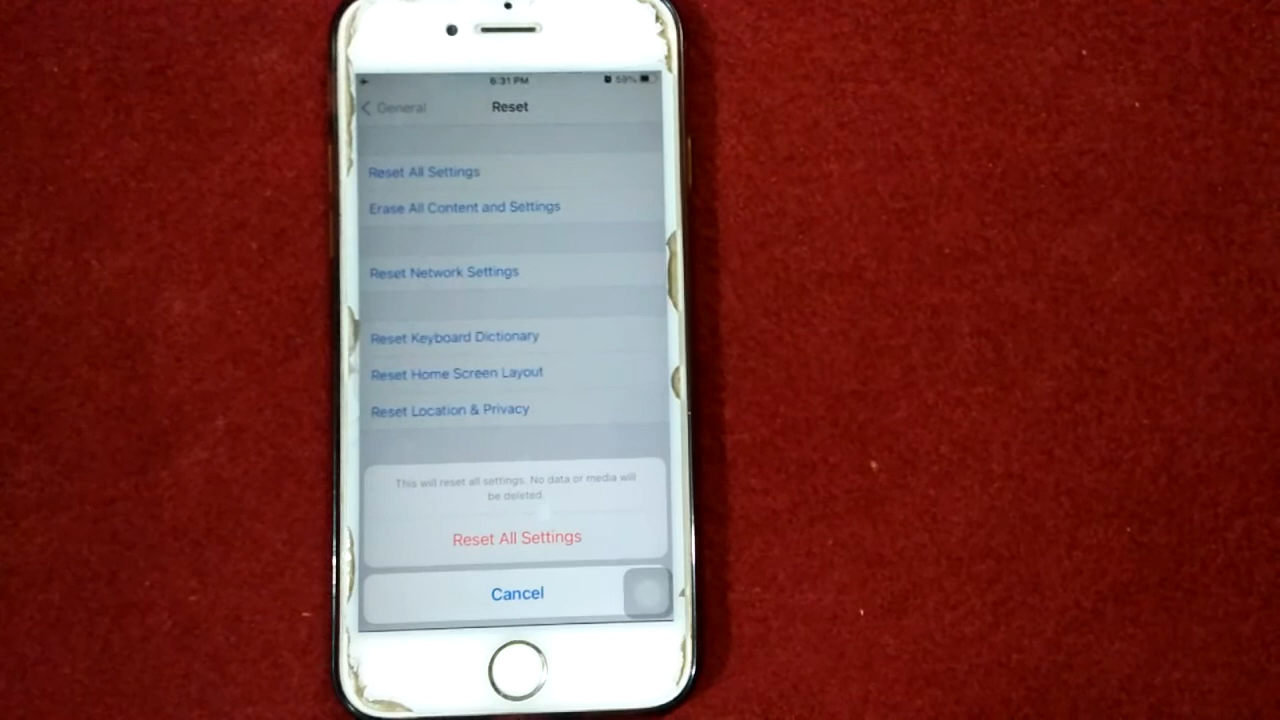 6:31 PM
59%
General
Reset
Reset All Settings
Erase All Content and Settings
Reset Network Settings
Reset Keyboard Dictionary
Reset Home Screen Layout
Reset Location & Privacy
This will reset all settings. No data or media will
be deleted.
Reset All Settings
Cancel